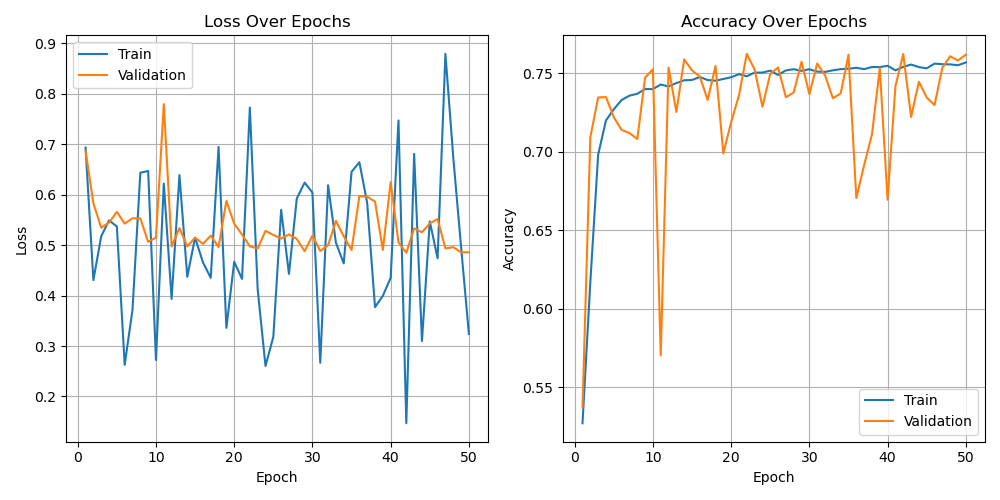 Loss Over Epochs
Train
Validation
0.9
0.8
0.7
0.6
0.5
0.4
0.3
0.2
Loss
0
10
20
30
40
50
Epoch
Accuracy Over Epochs
0.75
0.70
0.65
0.60
0.55
Accuracy
Train
Validation
0
10
20
30
40
50
Epoch